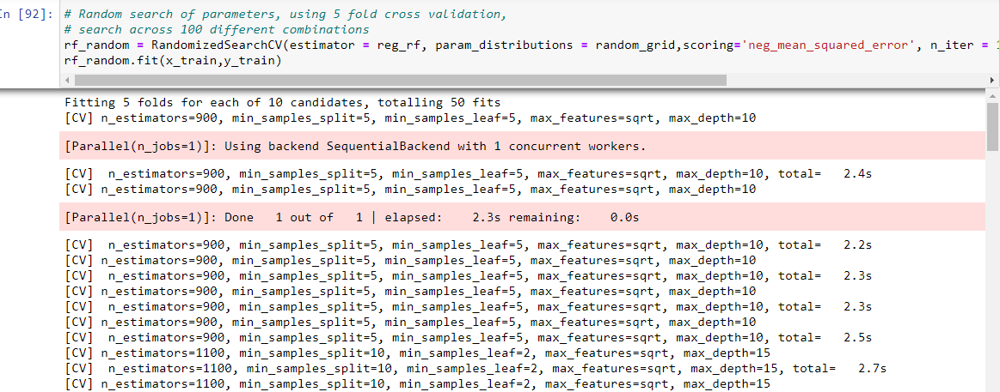 In [92]: # Random search of parameters, using 5 fold cross validation,
# search across 100 different combinations
rf_random = RandomizedSearchCV(estimator = reg_rf, param_distributions = random_grid,scoring='neg_mean_squared_error', n_iter = 1
rf_random.fit(x_train,y_train)
Fitting 5 folds for each of 10 candidates, totalling 50 fits
[CV] n_estimators=900, min_samples_split=5, min_samples_leaf=5, max_features=sqrt, max_depth=10
[Parallel(n_jobs=1)]: Using backend SequentialBackend with 1 concurrent workers.
[CV]  n_estimators=900, min_samples_split=5, min_samples_leaf=5, max_features=sqrt, max_depth=10, total=   2.4s
[CV] n_estimators=900, min_samples_split=5, min_samples_leaf=5, max_features=sqrt, max_depth=10
[Parallel(n_jobs=1)]: Done   1 out of   1 | elapsed:    2.3s remaining:    0.0s
[CV]  n_estimators=900, min_samples_split=5, min_samples_leaf=5, max_features=sqrt, max_depth=10, total=   2.2s
[CV] n_estimators=900, min_samples_split=5, min_samples_leaf=5, max_features=sqrt, max_depth=10
[CV]  n_estimators=900, min_samples_split=5, min_samples_leaf=5, max_features=sqrt, max_depth=10, total=   2.3s
[CV] n_estimators=900, min_samples_split=5, min_samples_leaf=5, max_features=sqrt, max_depth=10
[CV]  n_estimators=900, min_samples_split=5, min_samples_leaf=5, max_features=sqrt, max_depth=10, total=   2.3s
[CV] n_estimators=900, min_samples_split=5, min_samples_leaf=5, max_features=sqrt, max_depth=10
[CV]  n_estimators=900, min_samples_split=5, min_samples_leaf=5, max_features=sqrt, max_depth=10, total=   2.5s
[CV] n_estimators=1100, min_samples_split=10, min_samples_leaf=2, max_features=sqrt, max_depth=15
[CV]  n_estimators=1100, min_samples_split=10, min_samples_leaf=2, max_features=sqrt, max_depth=15, total=   2.7s
[CV] n_estimators=1100, min_samples_split=10, min_samples_leaf=2, max_features=sqrt, max_depth=15